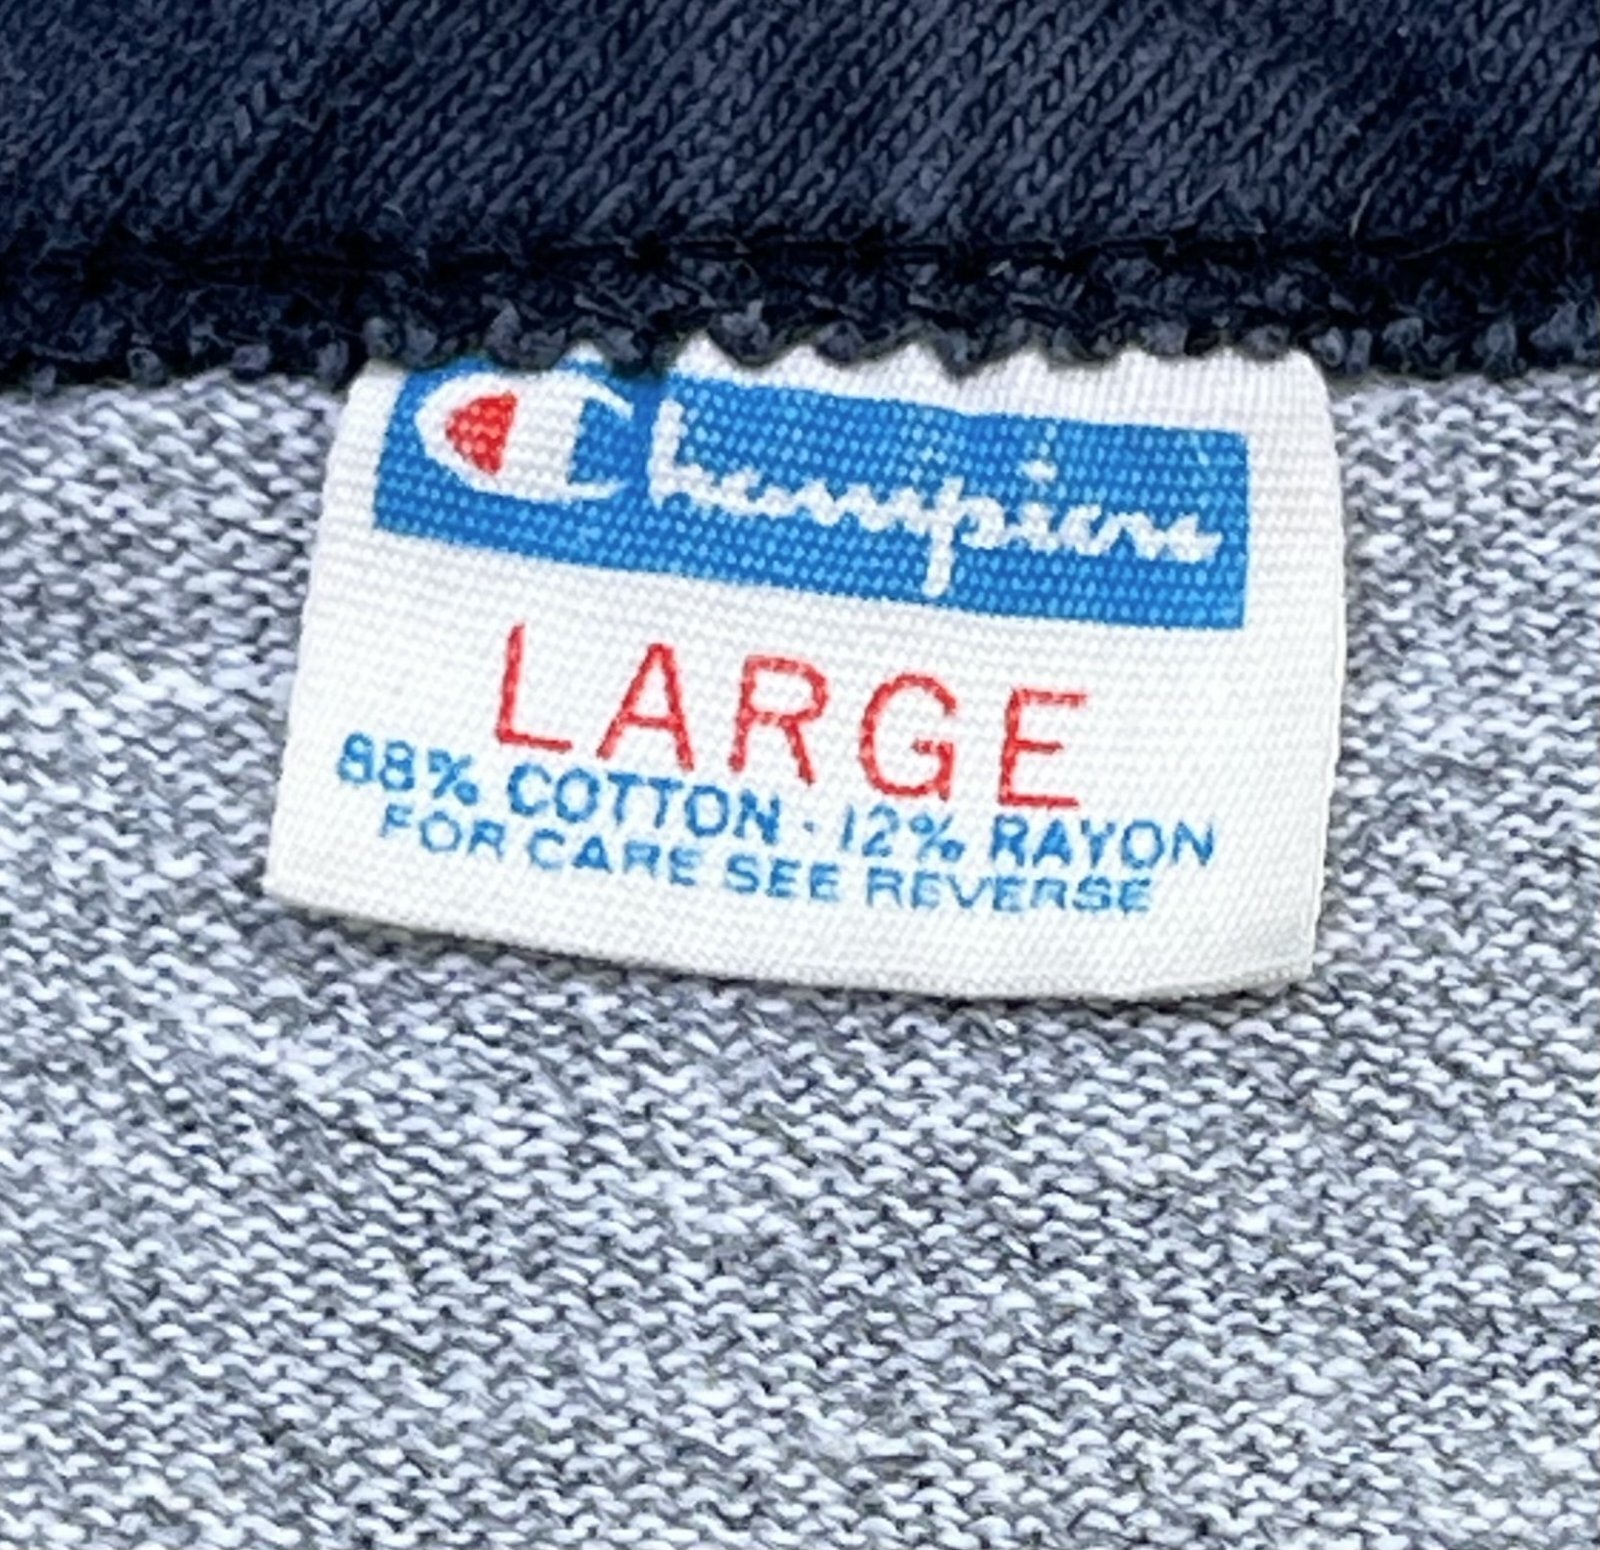 Champion
LARGE
88% COTTON - 12% RAYON
FOR CARE SEE REVERSE